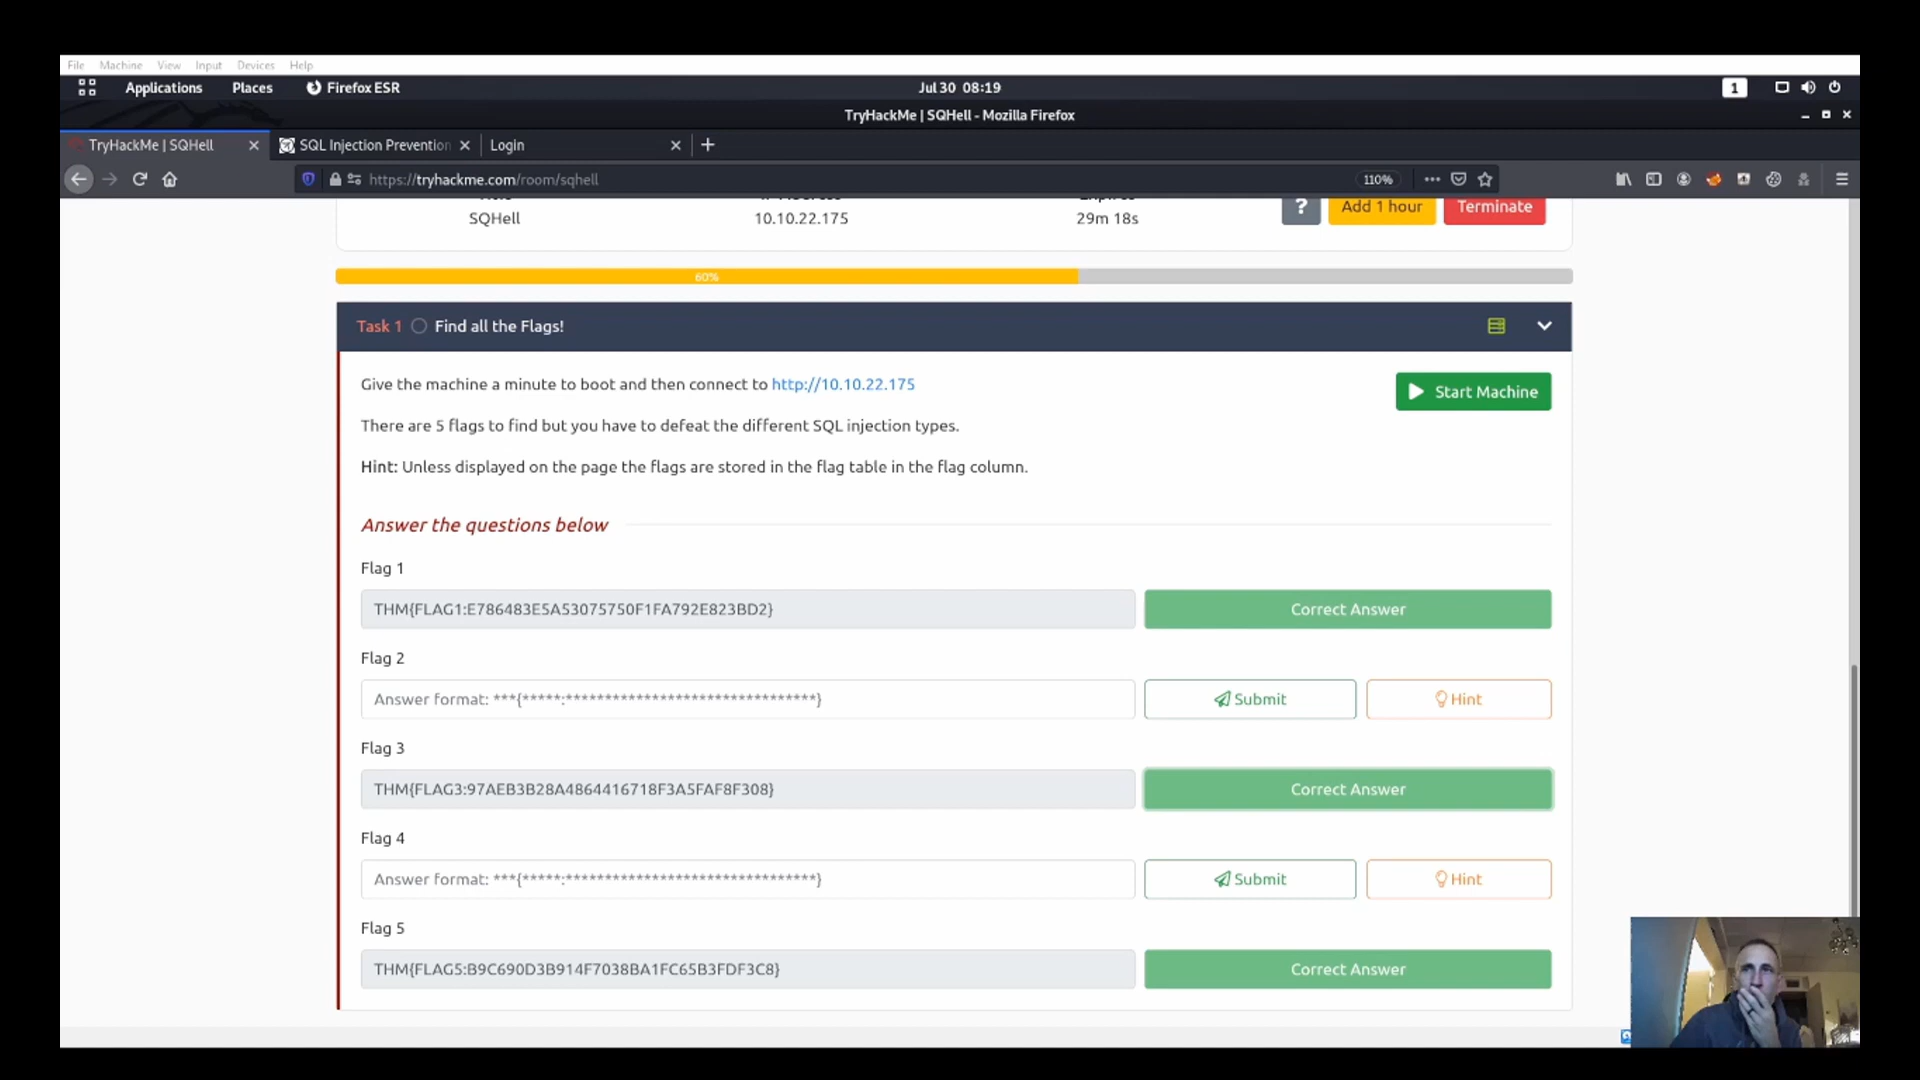 File Machine View Input Devices Help
Applications Places Firefox ESR Jul 30 08:19 1
TryHackMe | SQHell - Mozilla Firefox
TryHackMe | SQHell SQL Injection Prevention Login
https://tryhackme.com/room/sqhell 110%
SQHell 10.10.22.175 29m 18s ? Add 1 hour Terminate
60%
Task 1 Find all the Flags!
Give the machine a minute to boot and then connect to http://10.10.22.175
Start Machine
There are 5 flags to find but you have to defeat the different SQL injection types.
Hint: Unless displayed on the page the flags are stored in the flag table in the flag column.
Answer the questions below
Flag 1
THM{FLAG1:E786483E5A53075750F1FA792E823BD2} Correct Answer
Flag 2
Answer format: ***{*****:********************************} Submit Hint
Flag 3
THM{FLAG3:97AEB3B28A4864416718F3A5FAF8F308} Correct Answer
Flag 4
Answer format: ***{*****:********************************} Submit Hint
Flag 5
THM{FLAG5:B9C690D3B914F7038BA1FC65B3FDF3C8} Correct Answer